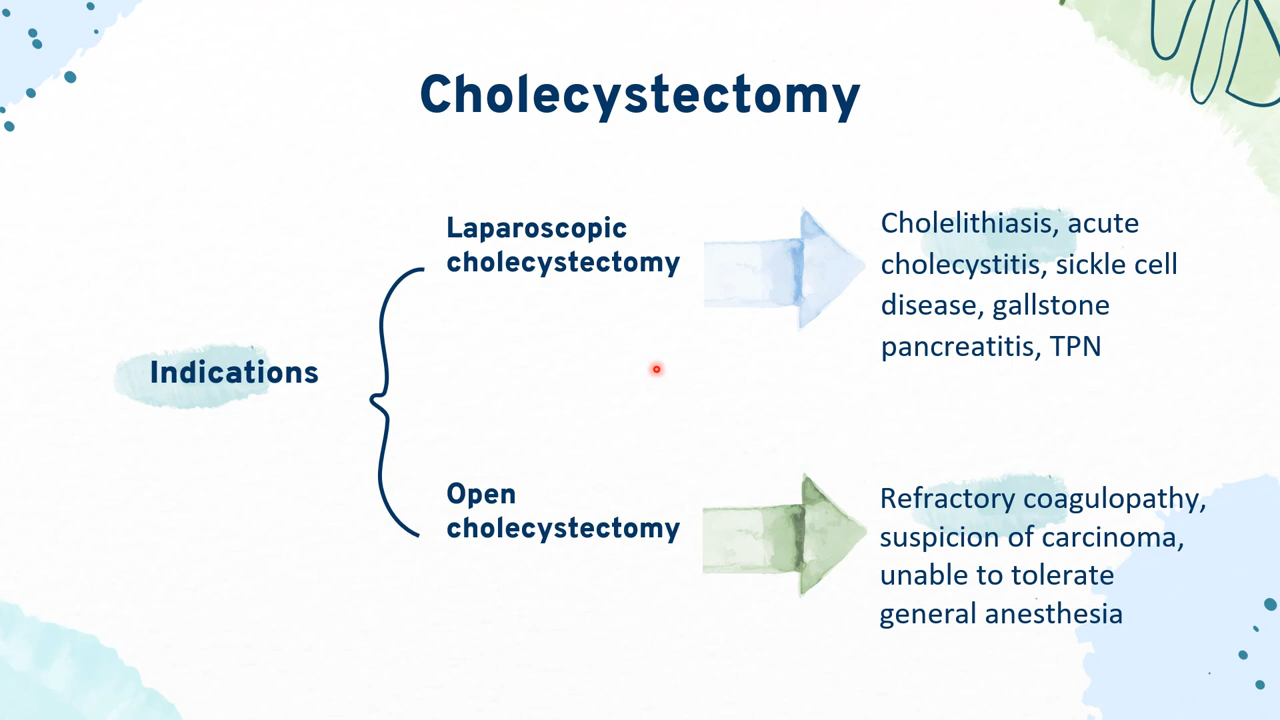 Cholecystectomy
Laparoscopic
cholecystectomy
Cholelithiasis, acute
cholecystitis, sickle cell
disease, gallstone
pancreatitis, TPN
Indications
Open
cholecystectomy
Refractory coagulopathy,
suspicion of carcinoma,
unable to tolerate
general anesthesia